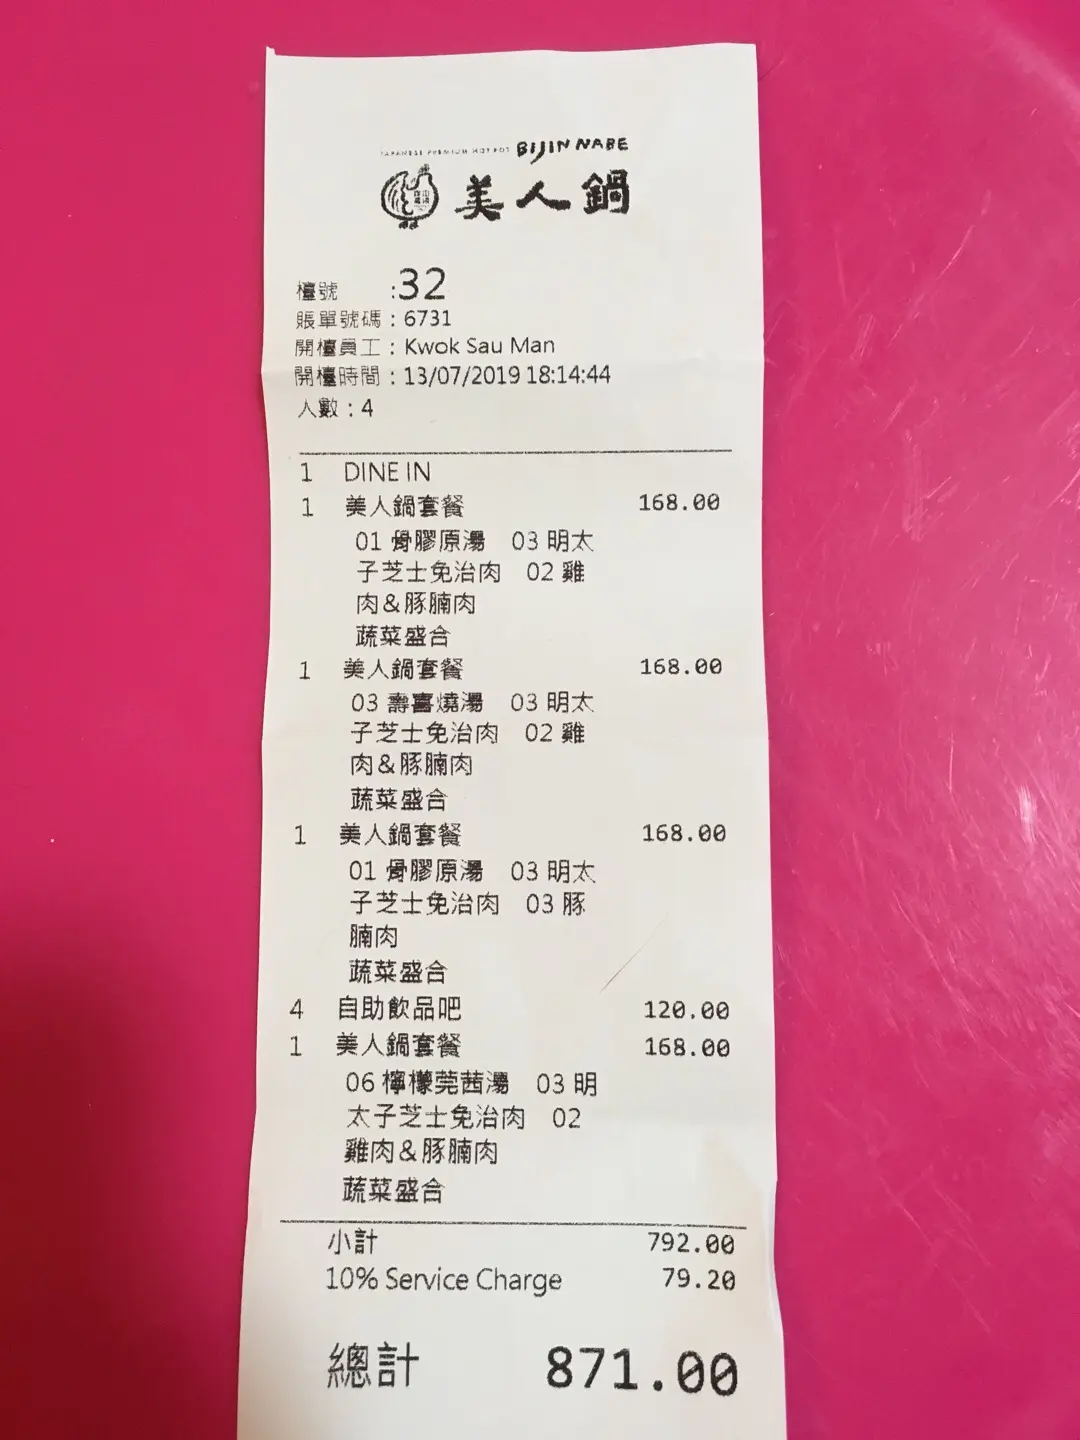 JAPANESE PREMIUM HOT POT BIJIN NABE
美人鍋
檯號 :32
賬單號碼 : 6731
開檯員工 : Kwok Sau Man
開檯時間 : 13/07/2019 18:14:44
人數 : 4
1 DINE IN
1 美人鍋套餐 168.00
01 骨膠原湯 03 明太
子芝士免治肉 02 雞
肉&豚腩肉
蔬菜盛合
1 美人鍋套餐 168.00
03 壽喜燒湯 03 明太
子芝士免治肉 02 雞
肉&豚腩肉
蔬菜盛合
1 美人鍋套餐 168.00
01 骨膠原湯 03 明太
子芝士免治肉 03 豚
腩肉
蔬菜盛合
4 自助飲品吧 120.00
1 美人鍋套餐 168.00
06 檸檬莞茜湯 03 明
太子芝士免治肉 02
雞肉&豚腩肉
蔬菜盛合
小計 792.00
10% Service Charge 79.20
總計 871.00